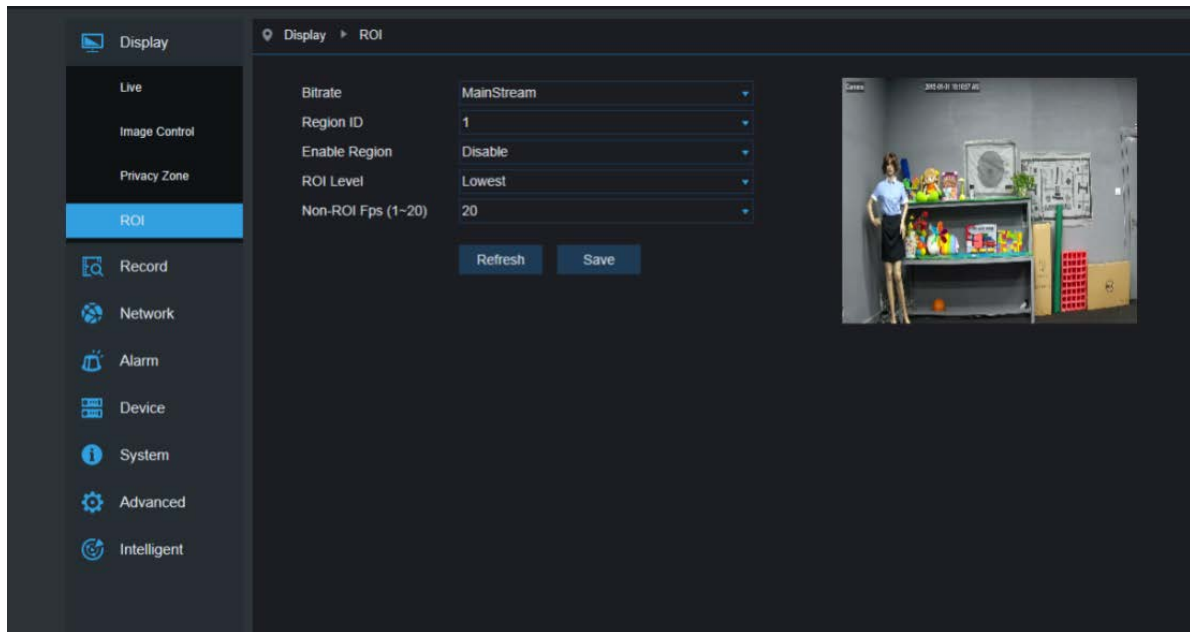 Display
Live
Image Control
Privacy Zone
ROI
Record
Network
Alarm
Device
System
Advanced
Intelligent
Display ROI
Bitrate MainStream
Region ID 1
Enable Region Disable
ROI Level Lowest
Non-ROI Fps (1~20) 20
Refresh Save
Camera